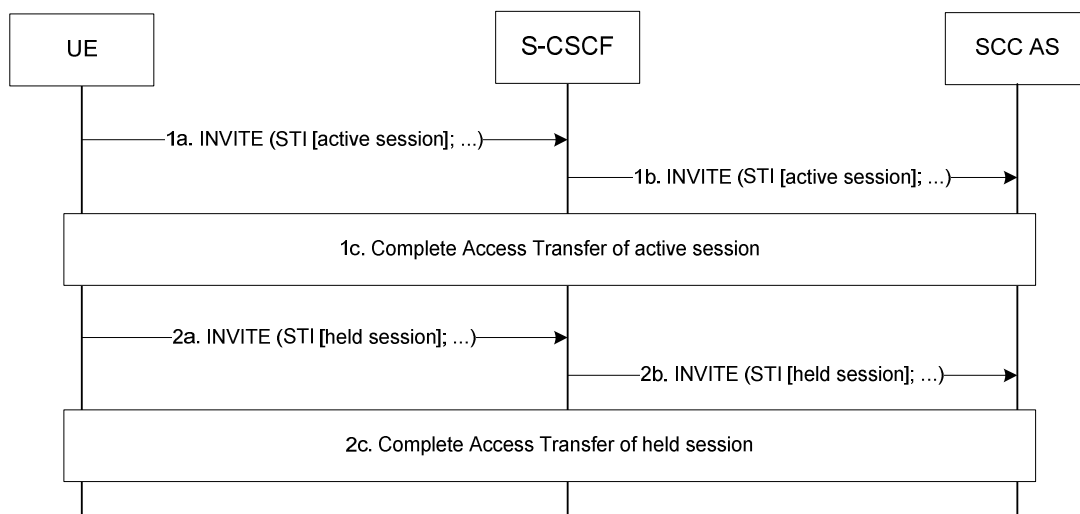 UE
S-CSCF
SCC AS
1a. INVITE (STI [active session]; ...)
1b. INVITE (STI [active session]; ...)
1c. Complete Access Transfer of active session
2a. INVITE (STI [held session]; ...)
2b. INVITE (STI [held session]; ...)
2c. Complete Access Transfer of held session